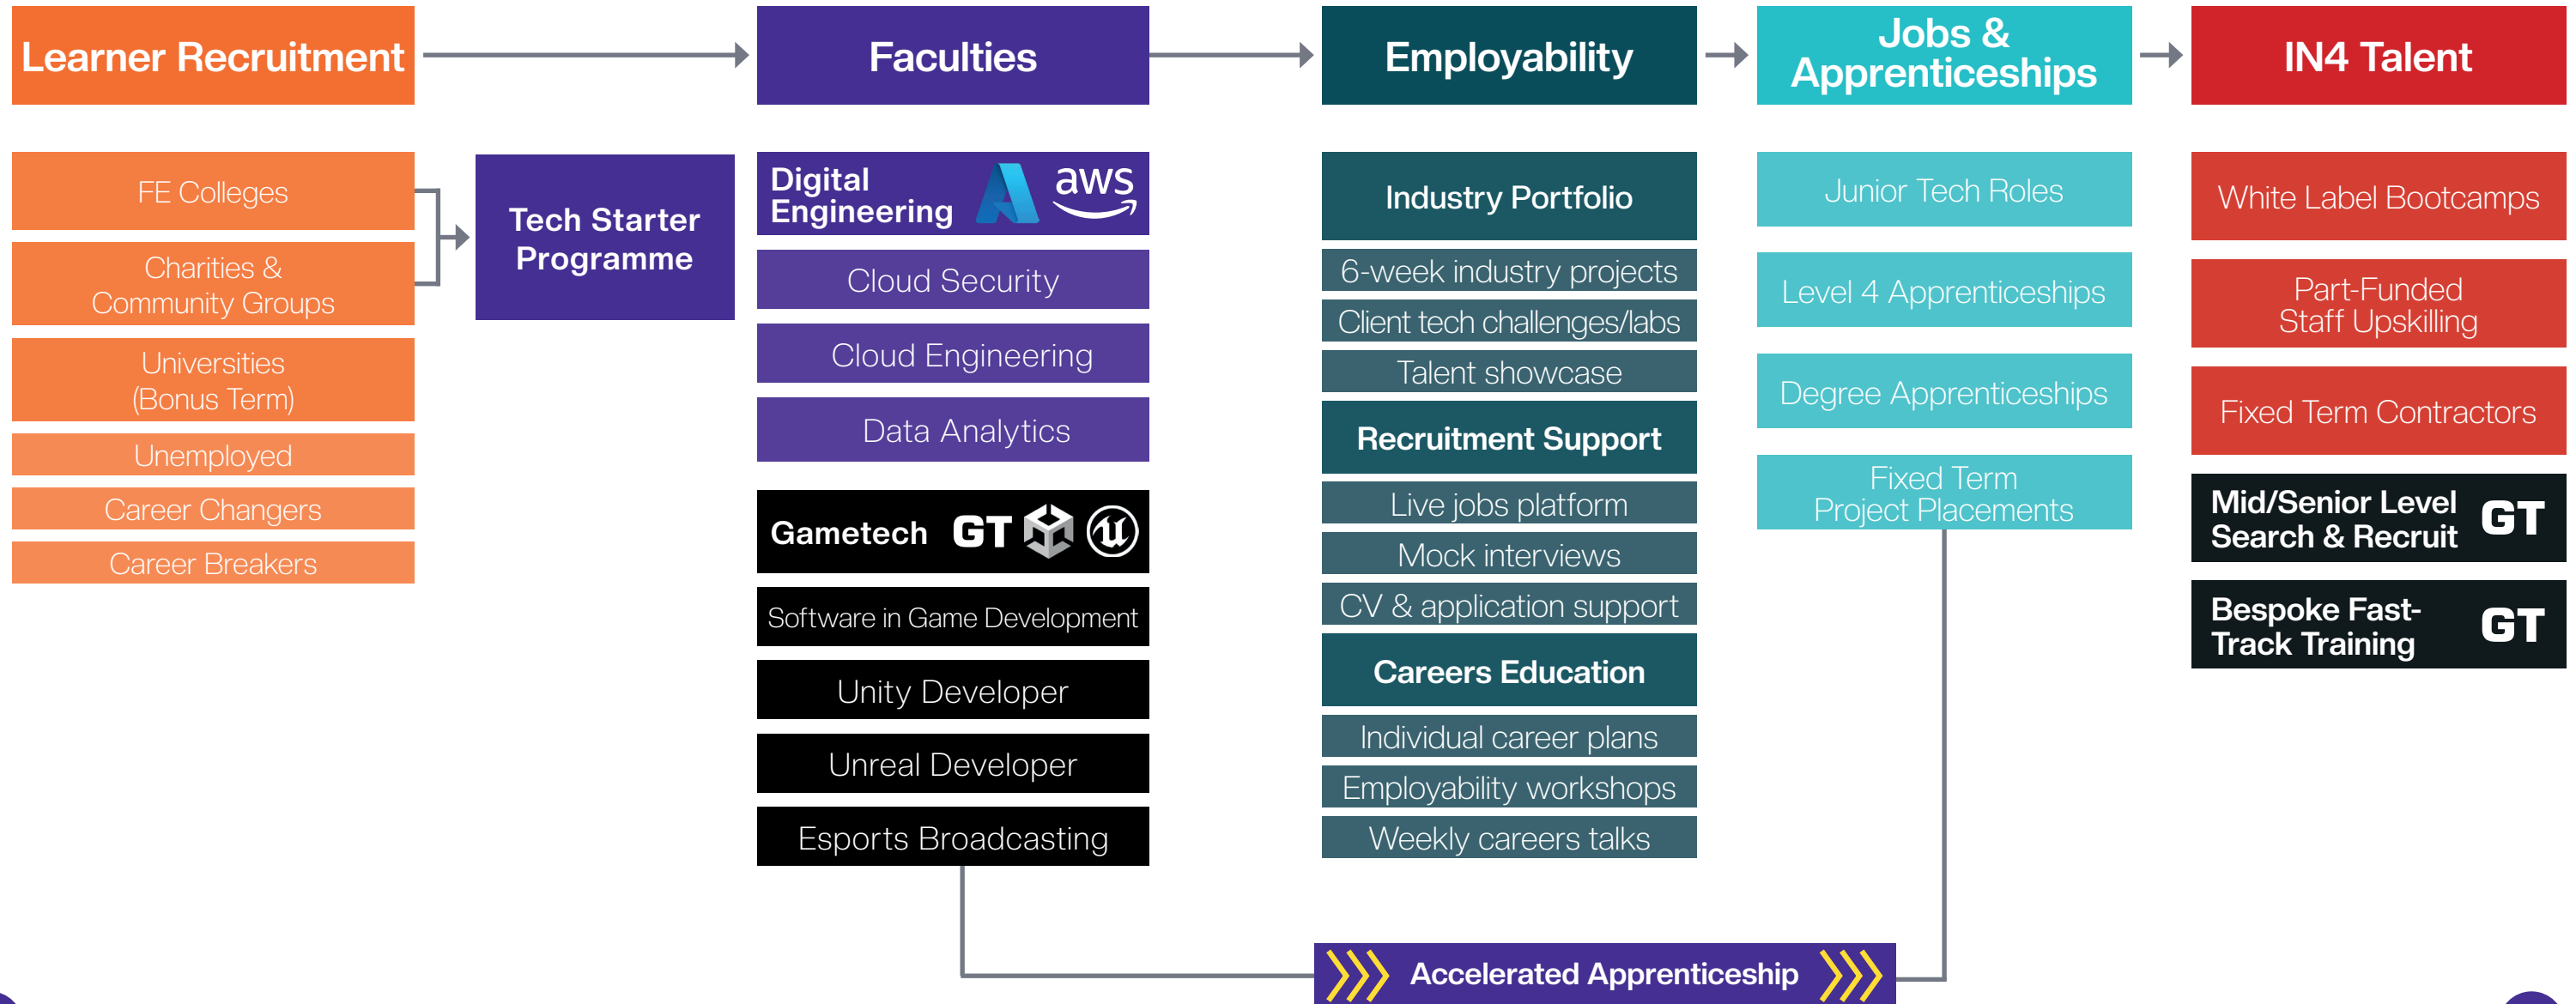 Learner Recruitment
Faculties
Employability
Jobs &
Apprenticeships
IN4 Talent
FE Colleges
Charities &
Community Groups
Universities
(Bonus Term)
Unemployed
Career Changers
Career Breakers
Tech Starter
Programme
Digital
Engineering
aws
Cloud Security
Cloud Engineering
Data Analytics
Gametech GT
Software in Game Development
Unity Developer
Unreal Developer
Esports Broadcasting
Industry Portfolio
6-week industry projects
Client tech challenges/labs
Talent showcase
Recruitment Support
Live jobs platform
Mock interviews
CV & application support
Careers Education
Individual career plans
Employability workshops
Weekly careers talks
Junior Tech Roles
Level 4 Apprenticeships
Degree Apprenticeships
Fixed Term
Project Placements
White Label Bootcamps
Part-Funded
Staff Upskilling
Fixed Term Contractors
Mid/Senior Level
Search & Recruit
GT
Bespoke Fast-
Track Training
GT
Accelerated Apprenticeship